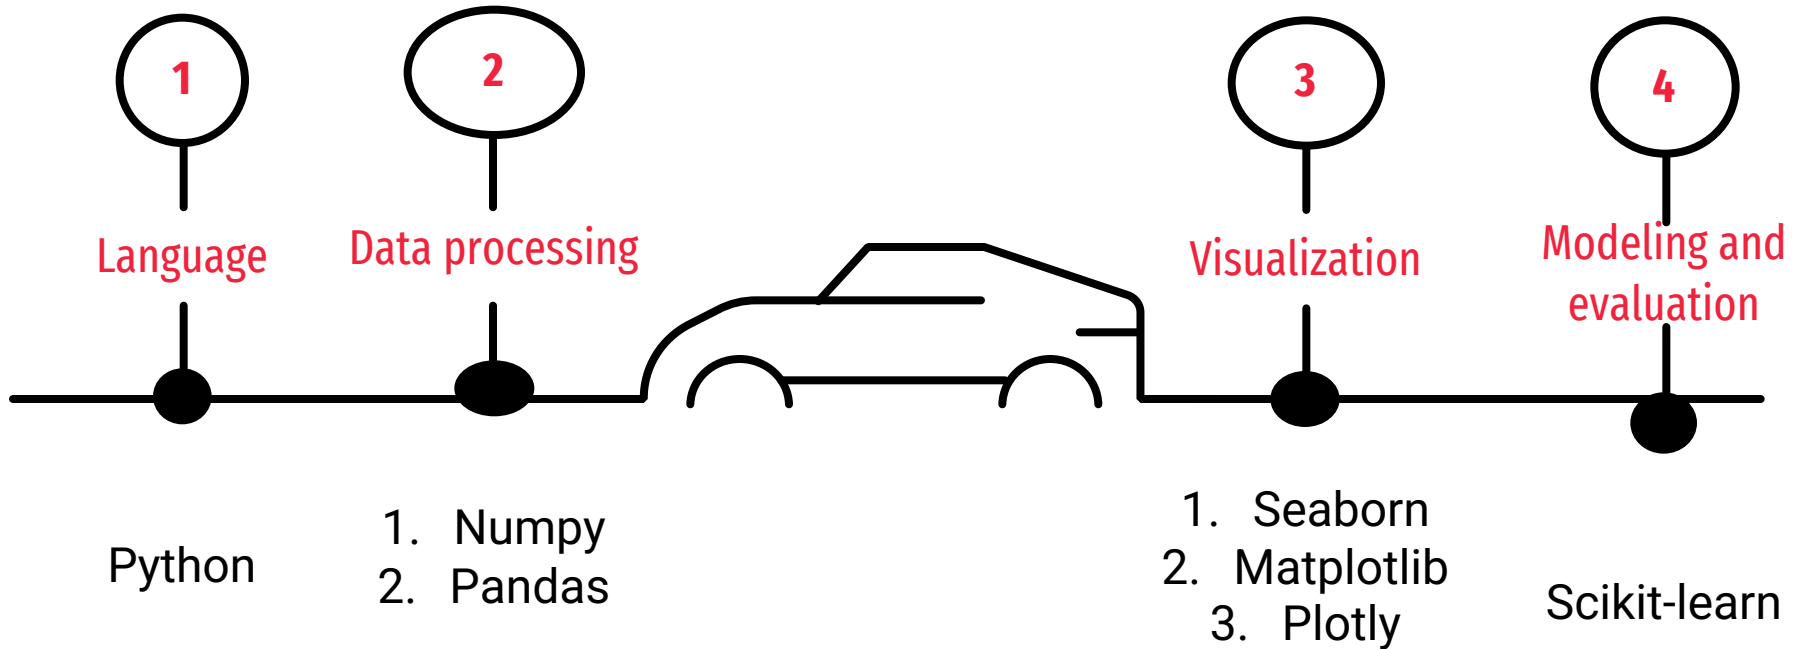 1
Language
Python
2
Data processing
1. Numpy
2. Pandas
3
Visualization
1. Seaborn
2. Matplotlib
3. Plotly
4
Modeling and
evaluation
Scikit-learn